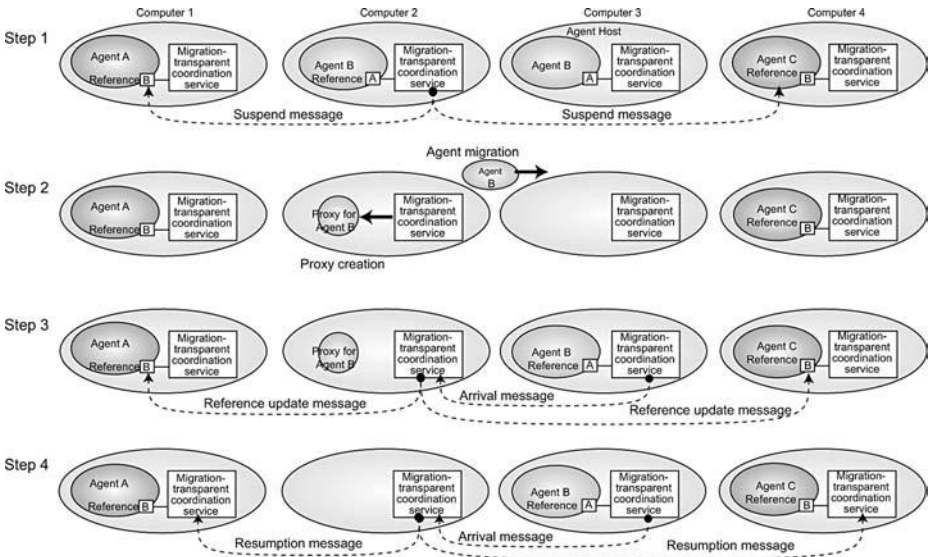 Computer 1
Computer 2
Computer 3
Computer 4
Step 1
Agent A
Reference
B
Migration-
transparent
coordination
service
Agent B
Reference
A
Migration-
transparent
coordination
service
Agent Host
Agent B
A
Migration-
transparent
coordination
service
Agent C
Reference
B
Migration-
transparent
coordination
service
Suspend message
Suspend message
Agent migration
Agent
B
Step 2
Agent A
Reference
B
Migration-
transparent
coordination
service
Proxy for
Agent B
Migration-
transparent
coordination
service
Migration-
transparent
coordination
service
Agent C
Reference
B
Migration-
transparent
coordination
service
Proxy creation
Step 3
Agent A
Reference
B
Migration-
transparent
coordination
service
Proxy for
Agent B
Migration-
transparent
coordination
service
Agent B
Reference
A
Migration-
transparent
coordination
service
Agent C
Reference
B
Migration-
transparent
coordination
service
Reference update message
Arrival message
Reference update message
Step 4
Agent A
Reference
B
Migration-
transparent
coordination
service
Migration-
transparent
coordination
service
Agent B
Reference
A
Migration-
transparent
coordination
service
Agent C
Reference
B
Migration-
transparent
coordination
service
Resumption message
Arrival message
Resumption message